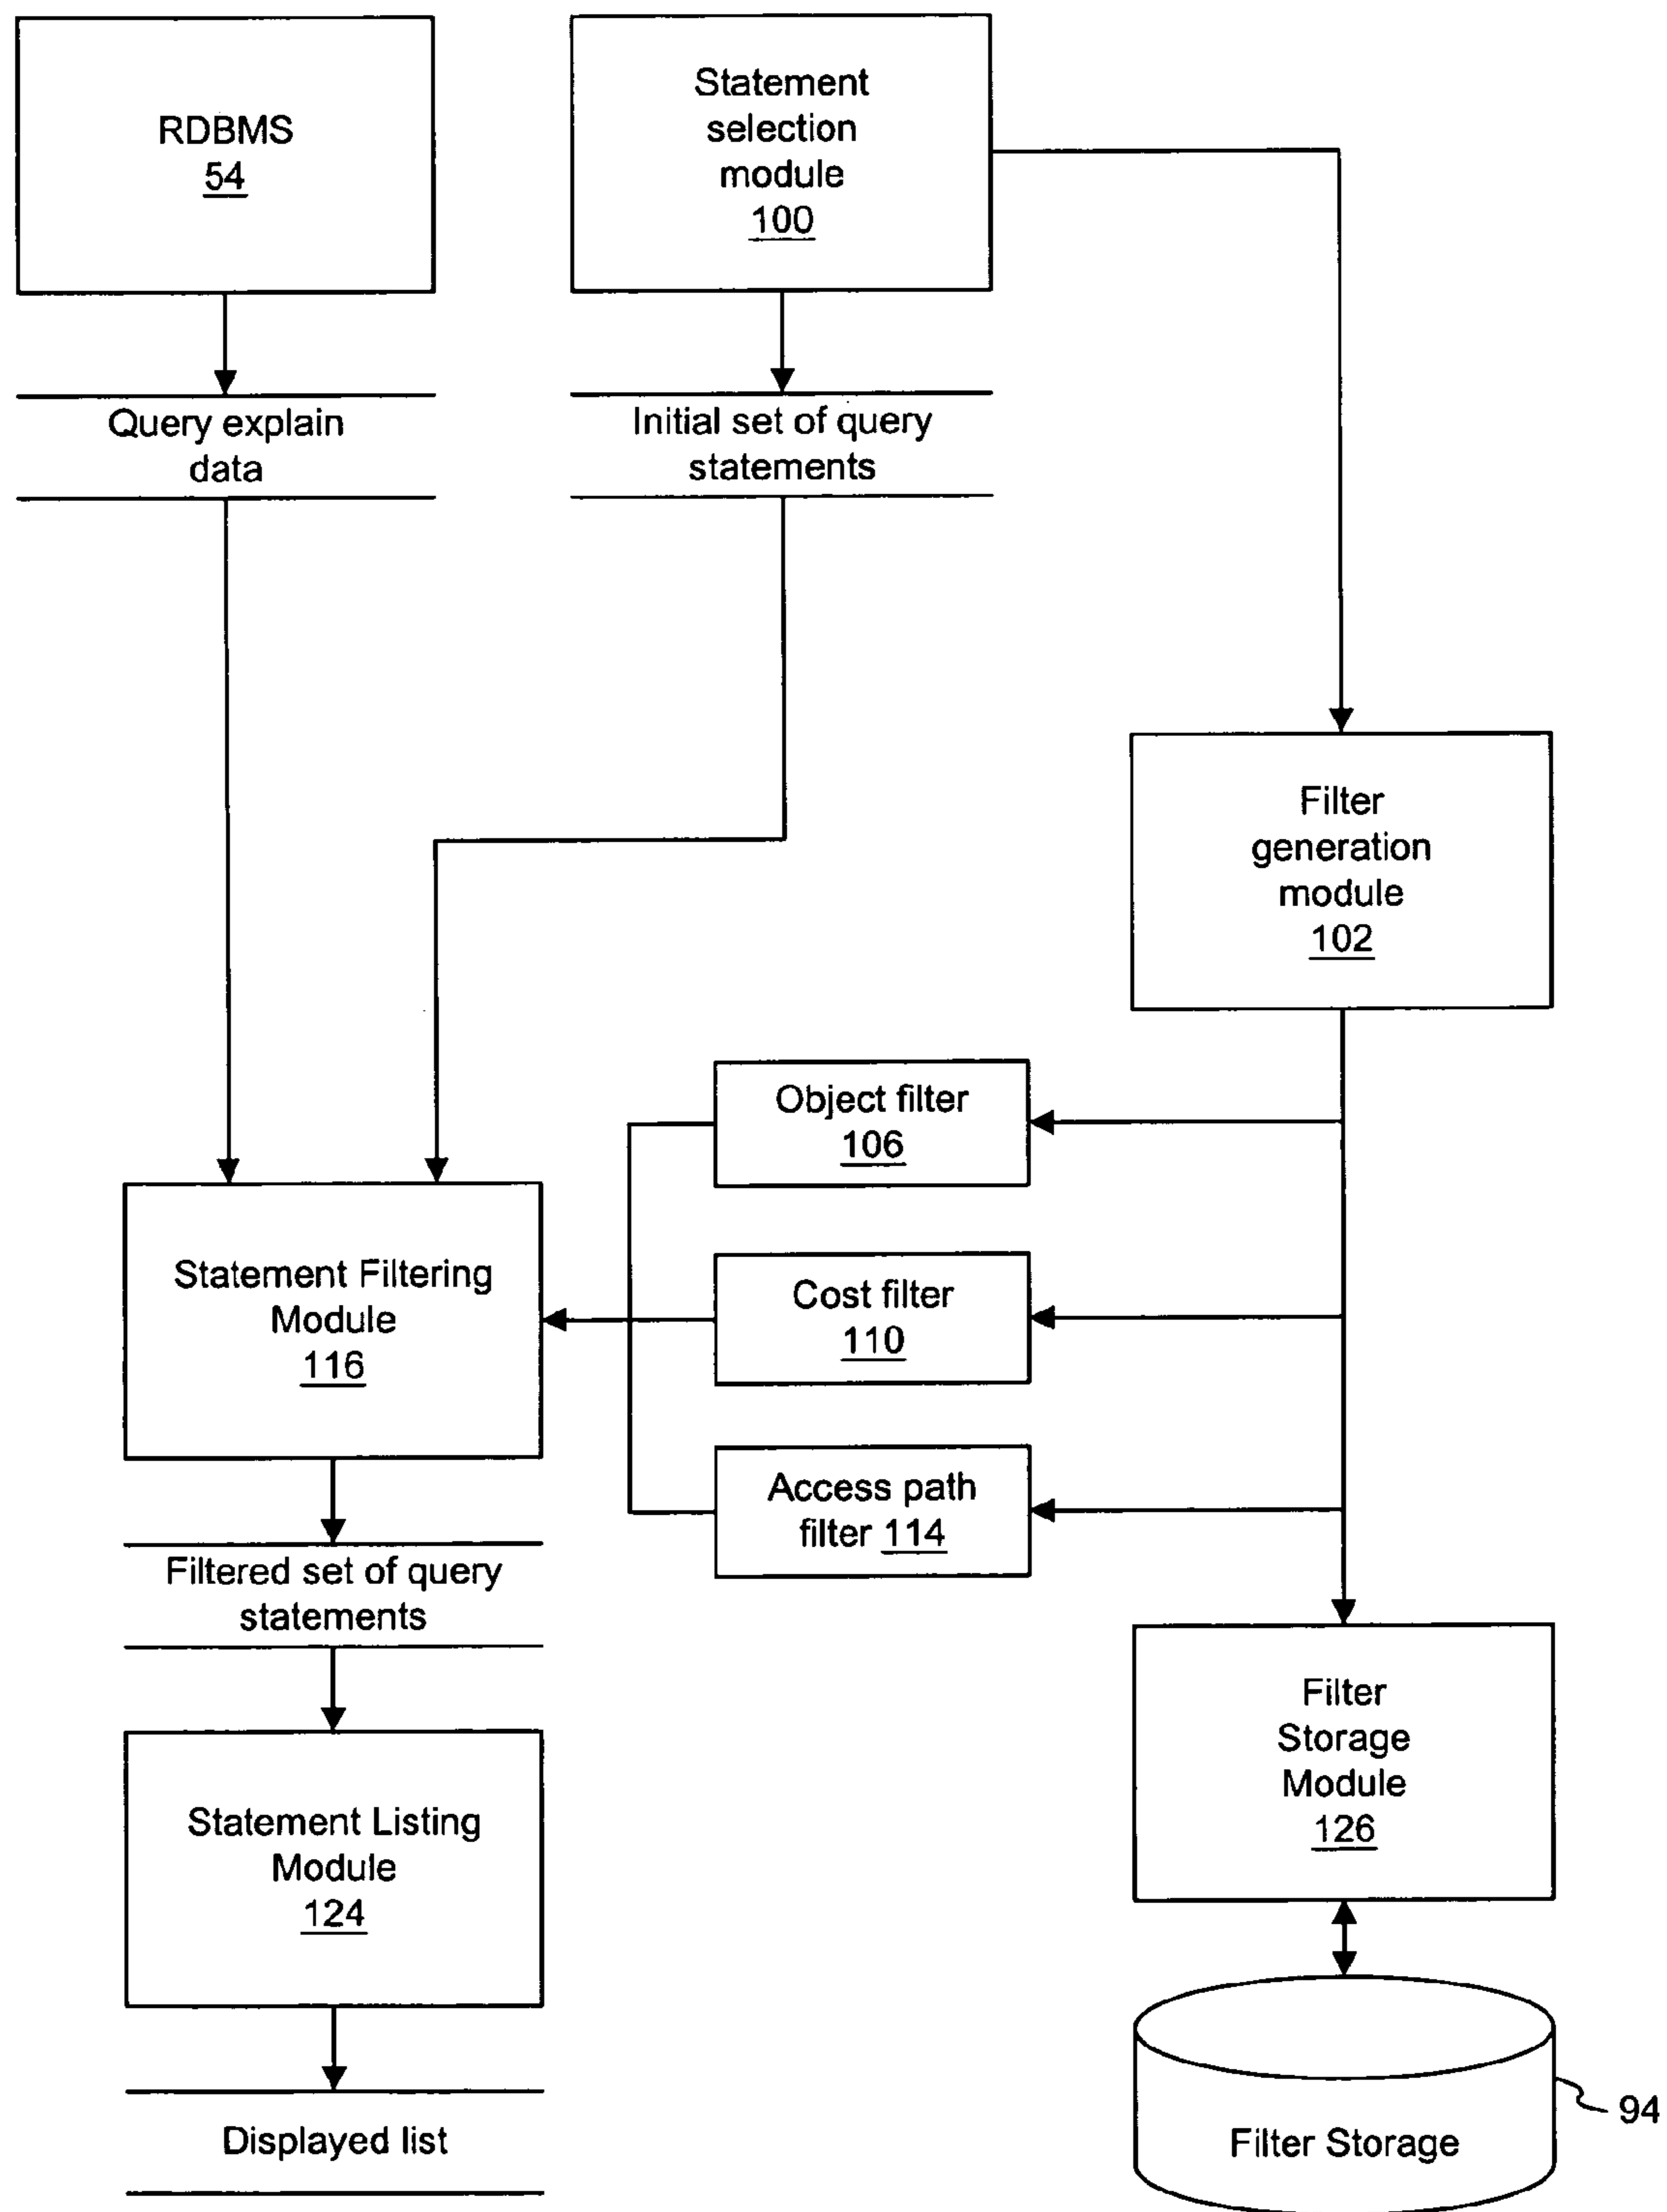 RDBMS
54
Statement
selection
module
100
Query explain
data
Initial set of query
statements
Filter
generation
module
102
Object filter
106
Cost filter
110
Access path
filter 114
Statement Filtering
Module
116
Filtered set of query
statements
Filter
Storage
Module
126
Statement Listing
Module
124
94
Filter Storage
Displayed list